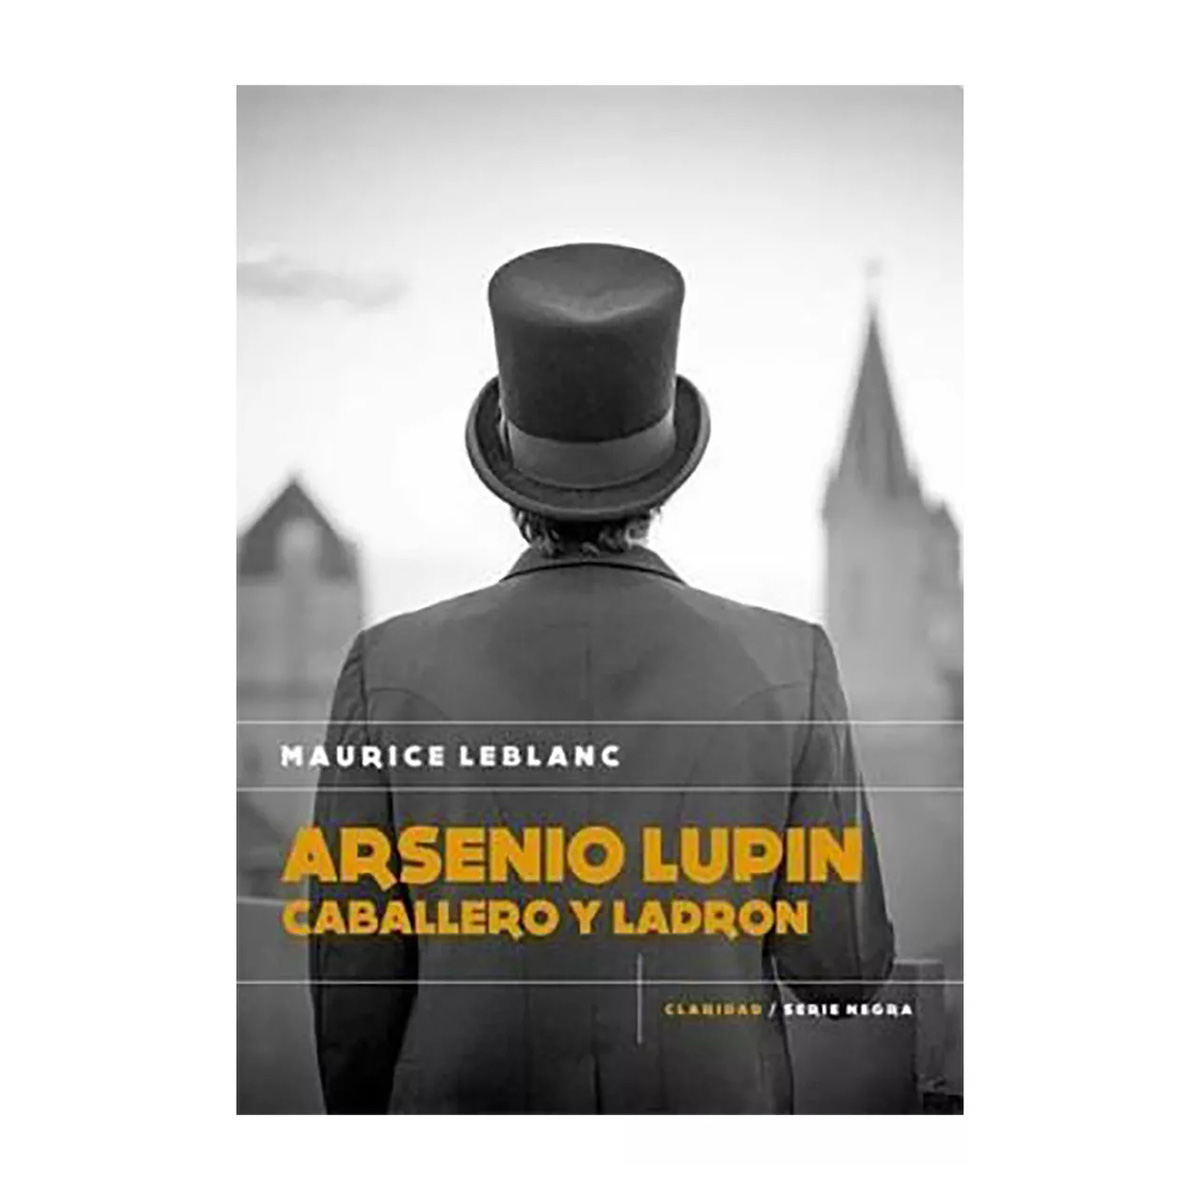 MAURICE LEBLANC
ARSENIO LUPIN
CABALLERO Y LADRON
CLARIDAD / SERIE NEGRA